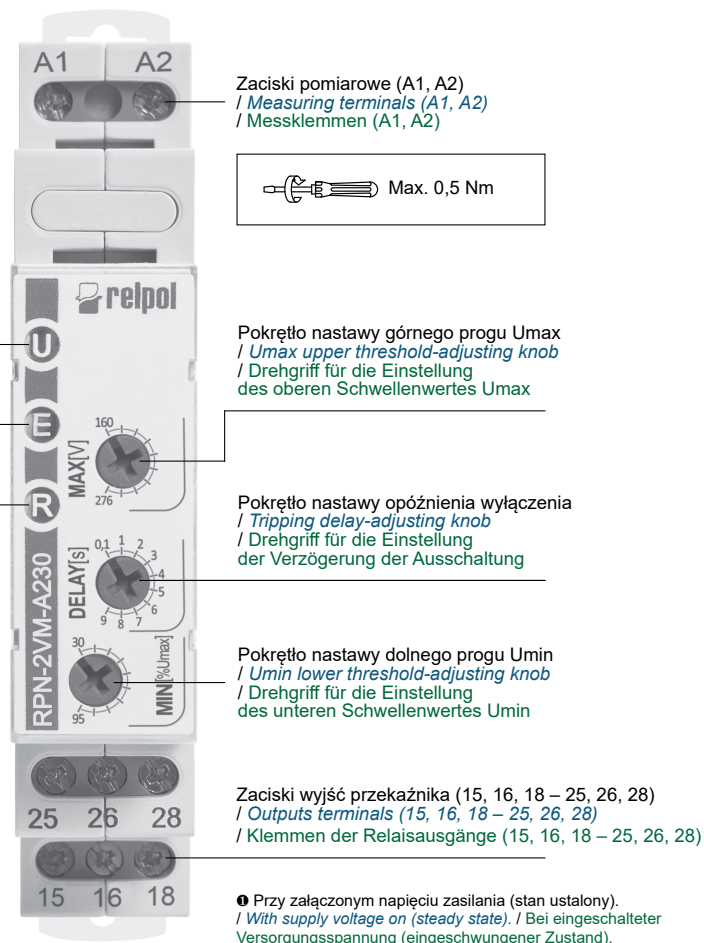 A1 A2
Zaciski pomiarowe (A1, A2)
/ Measuring terminals (A1, A2)
/ Messklemmen (A1, A2)
Max. 0,5 Nm
relpol
U
E
R
RPN-2VM-A230
160
MAX[V]
276
Pokrętło nastawy górnego progu Umax
/ Umax upper threshold-adjusting knob
/ Drehgriff für die Einstellung
des oberen Schwellenwertes Umax
DELAY[s]
0,1 1 2 3 4 5 6 7 8 9
Pokrętło nastawy opóźnienia wyłączenia
/ Tripping delay-adjusting knob
/ Drehgriff für die Einstellung
der Verzögerung der Ausschaltung
30
95
MIN[%Umax]
Pokrętło nastawy dolnego progu Umin
/ Umin lower threshold-adjusting knob
/ Drehgriff für die Einstellung
des unteren Schwellenwertes Umin
25 26 28
15 16 18
Zaciski wyjść przekaźnika (15, 16, 18 – 25, 26, 28)
/ Outputs terminals (15, 16, 18 – 25, 26, 28)
/ Klemmen der Relaisausgänge (15, 16, 18 – 25, 26, 28)
❶ Przy załączonym napięciu zasilania (stan ustalony).
/ With supply voltage on (steady state). / Bei eingeschalteter
Versorgungsspannung (eingeschwungener Zustand).